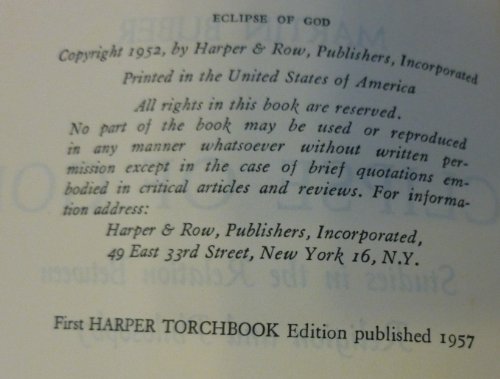 ECLIPSE OF GOD
Copyright 1952, by Harper & Row, Publishers, Incorporated
Printed in the United States of America
All rights in this book are reserved.
No part of the book may be used or reproduced
in any manner whatsoever without written per-
mission except in the case of brief quotations em-
bodied in critical articles and reviews. For informa-
tion address:
Harper & Row, Publishers, Incorporated,
49 East 33rd Street, New York 16, N.Y.
First HARPER TORCHBOOK Edition published 1957